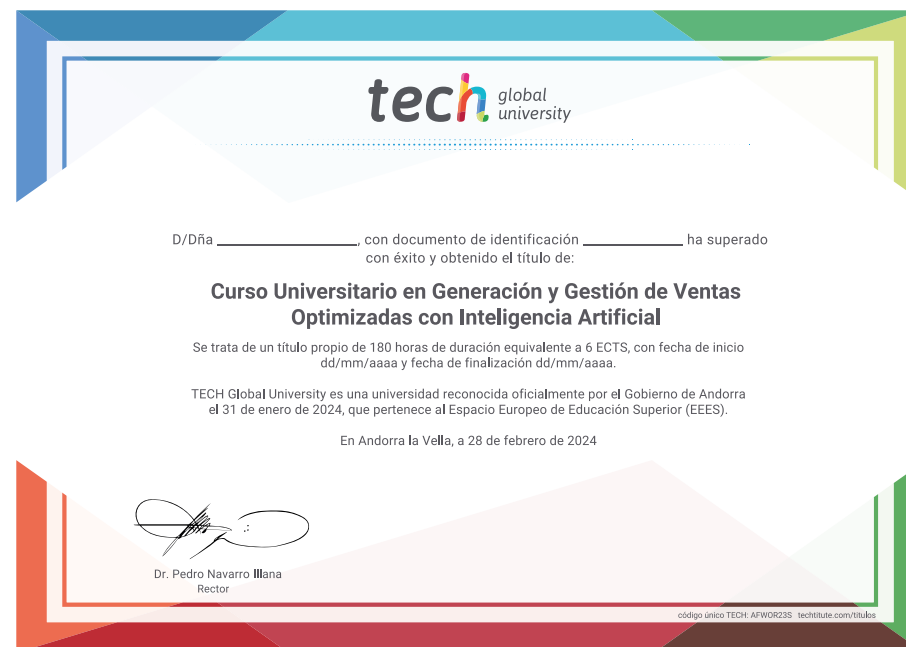 tech global university
D/Dña ____________________, con documento de identificación ______________ ha superado
con éxito y obtenido el título de:
Curso Universitario en Generación y Gestión de Ventas
Optimizadas con Inteligencia Artificial
Se trata de un título propio de 180 horas de duración equivalente a 6 ECTS, con fecha de inicio
dd/mm/aaaa y fecha de finalización dd/mm/aaaa.
TECH Global University es una universidad reconocida oficialmente por el Gobierno de Andorra
el 31 de enero de 2024, que pertenece al Espacio Europeo de Educación Superior (EEES).
En Andorra la Vella, a 28 de febrero de 2024
Dr. Pedro Navarro Illana
Rector
código único TECH: AFWOR23S techtitute.com/titulos